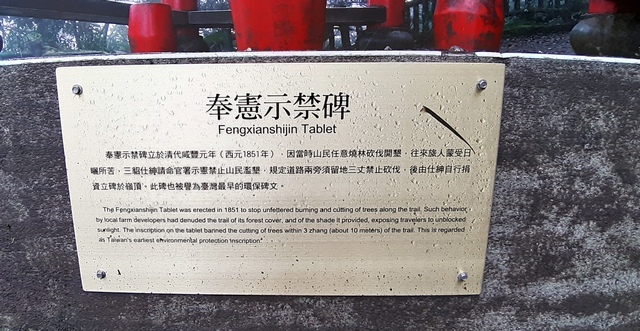 奉憲示禁碑
Fengxianshijin Tablet
奉憲示禁碑立於清代咸豐元年（西元1851年），因當時山民任意燒林砍伐開墾，往來旅人蒙受日
曬所苦，三貂仕紳請命官署示憲禁止山民濫墾，規定道路兩旁須留地三丈禁止砍伐，後由仕紳自行捐
資立碑於嶺頂。此碑也被譽為臺灣最早的環保碑文。
The Fengxianshijin Tablet was erected in 1851 to stop unfettered burning and cutting of trees along the trail. Such behavior
by local farm developers had denuded the trail of its forest cover, and of the shade it provided, exposing travelers to unblocked
sunlight. The inscription on the tablet banned the cutting of trees within 3 zhang (about 10 meters) of the trail. This is regarded
as Taiwan's earliest environmental protection inscription"